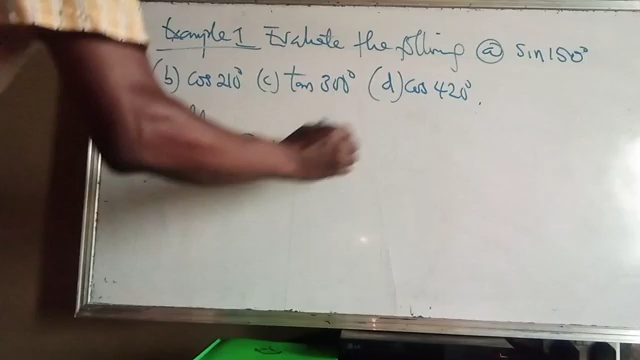 Example 1 Evaluate the following (a) sin 150°
(b) cos 210° (c) tan 300° (d) cos 420°.